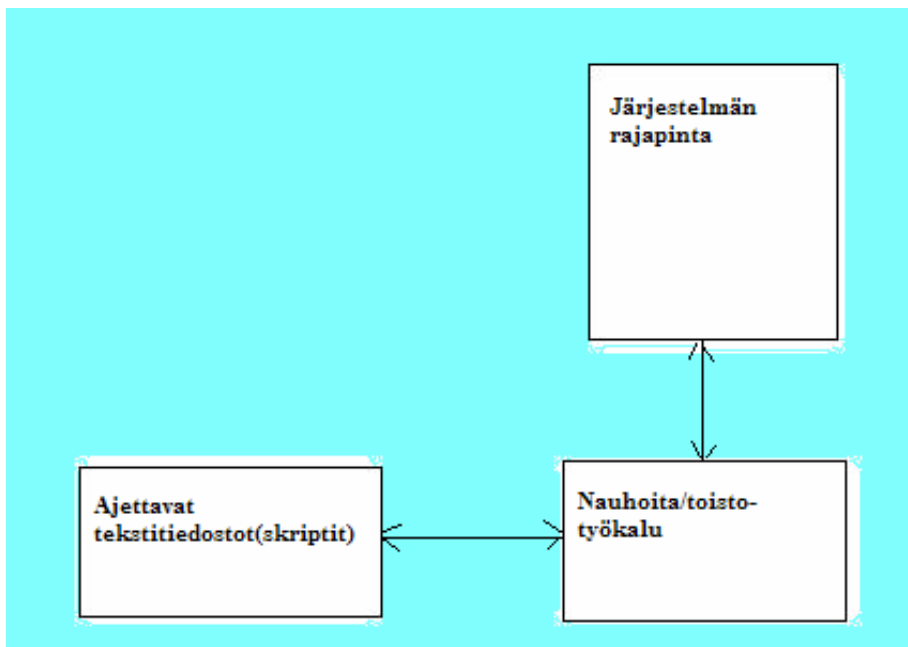 Järjestelmän
rajapinta
Ajettavat
tekstitiedostot(skriptit)
Nauhoita/toisto-
työkalu